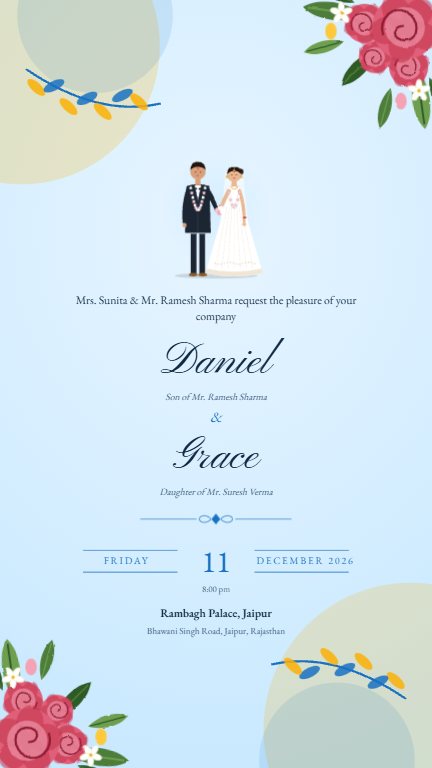 Mrs. Sunita & Mr. Ramesh Sharma request the pleasure of your
company
Daniel
Son of Mr. Ramesh Sharma
&
Grace
Daughter of Mr. Suresh Verma
FRIDAY 11 DECEMBER 2026
8:00 pm
Rambagh Palace, Jaipur
Bhawani Singh Road, Jaipur, Rajasthan